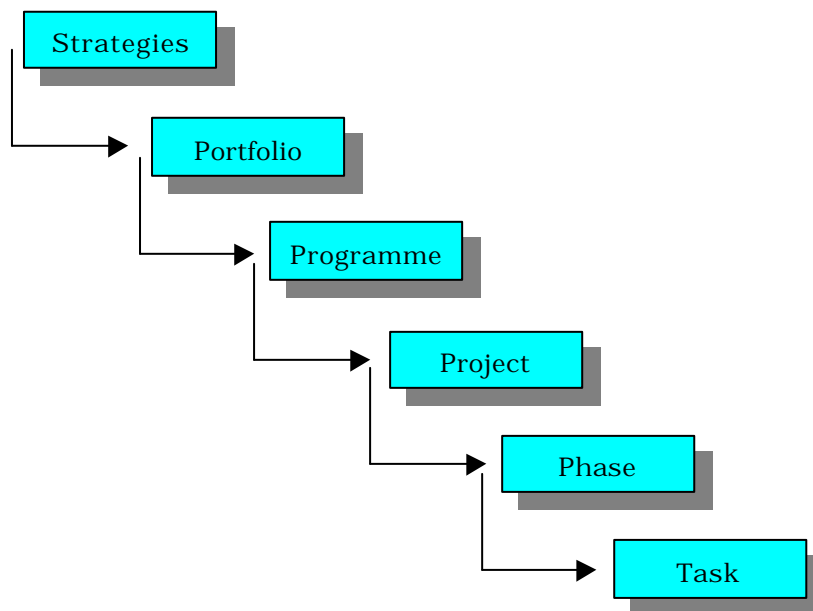 Strategies
Portfolio
Programme
Project
Phase
Task